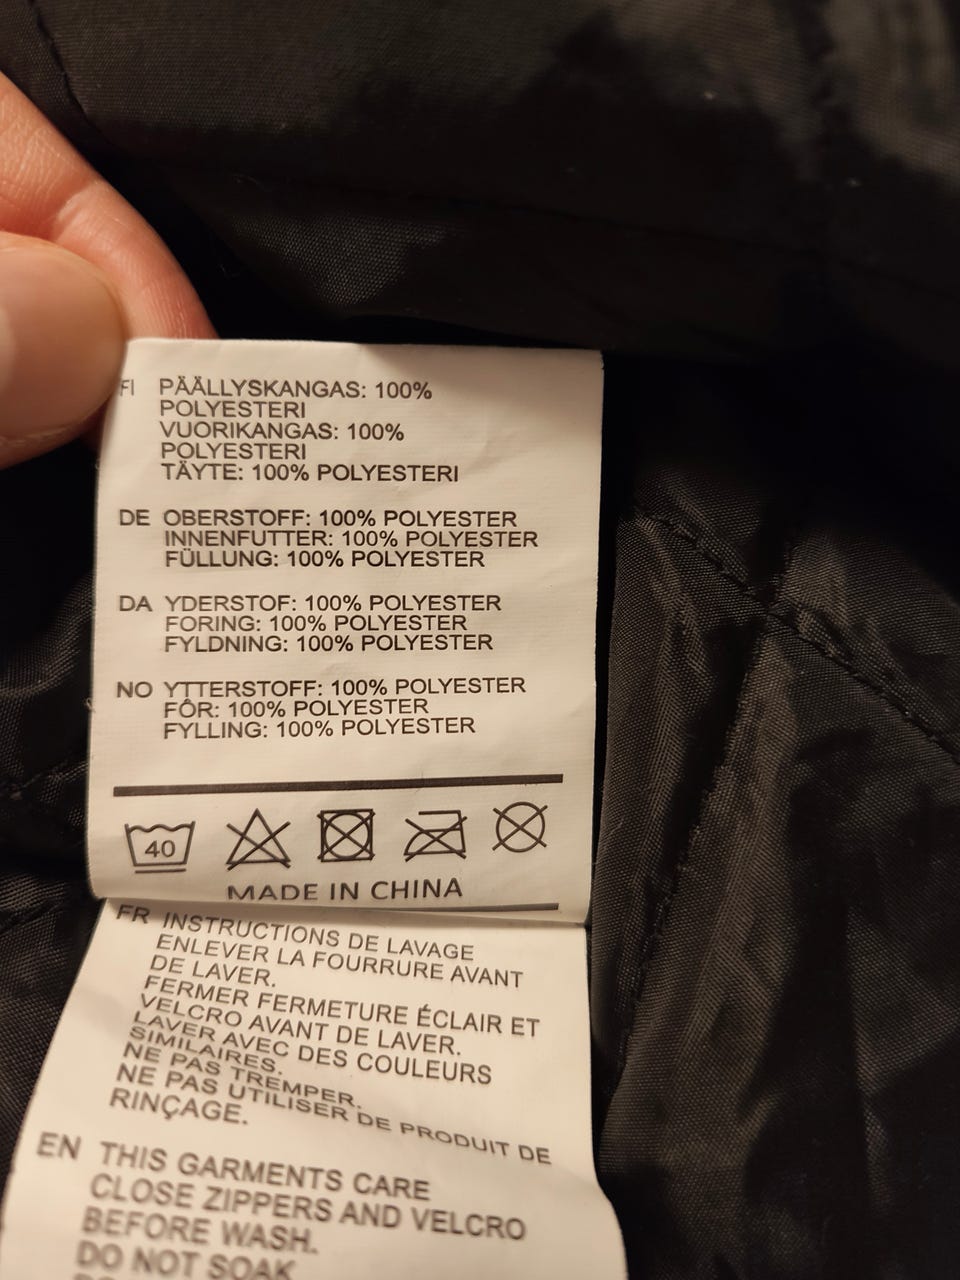 FI PÄÄLLYSKANGAS: 100%
POLYESTERI
VUORIKANGAS: 100%
POLYESTERI
TÄYTE: 100% POLYESTERI
DE OBERSTOFF: 100% POLYESTER
INNENFUTTER: 100% POLYESTER
FÜLLUNG: 100% POLYESTER
DA YDERSTOF: 100% POLYESTER
FORING: 100% POLYESTER
FYLDNING: 100% POLYESTER
NO YTTERSTOFF: 100% POLYESTER
FÔR: 100% POLYESTER
FYLLING: 100% POLYESTER
40
MADE IN CHINA
FR INSTRUCTIONS DE LAVAGE
ENLEVER LA FOURRURE AVANT
DE LAVER.
FERMER FERMETURE ÉCLAIR ET
VELCRO AVANT DE LAVER.
LAVER AVEC DES COULEURS
SIMILAIRES.
NE PAS TREMPER.
NE PAS UTILISER DE PRODUIT DE
RINÇAGE.
EN THIS GARMENTS CARE
CLOSE ZIPPERS AND VELCRO
BEFORE WASH.
DO NOT SOAK